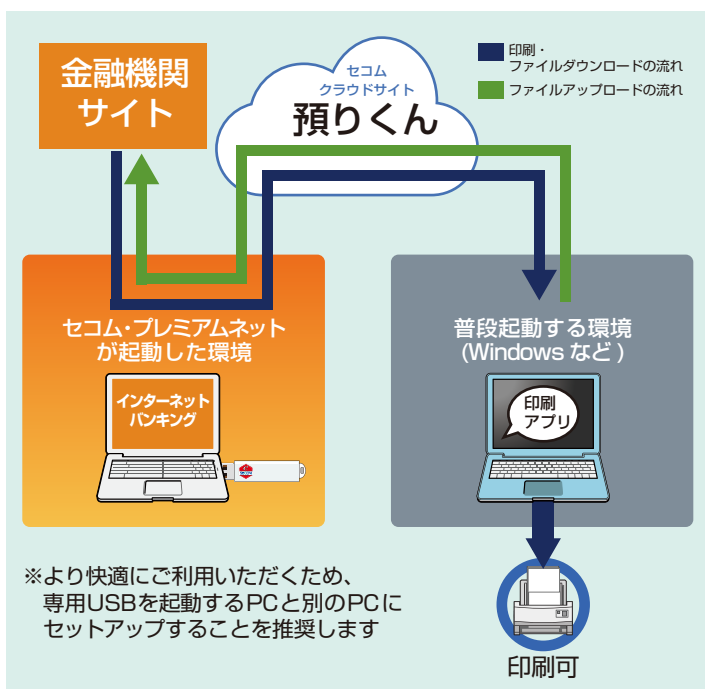 金融機関
サイト
セコム
クラウドサイト
預りくん
印刷・
ファイルダウンロードの流れ
ファイルアップロードの流れ
セコム・プレミアムネット
が起動した環境
インターネット
バンキング
普段起動する環境
(Windows など)
印刷
アプリ
※より快適にご利用いただくため、
専用USBを起動するPCと別のPCに
セットアップすることを推奨します
印刷可